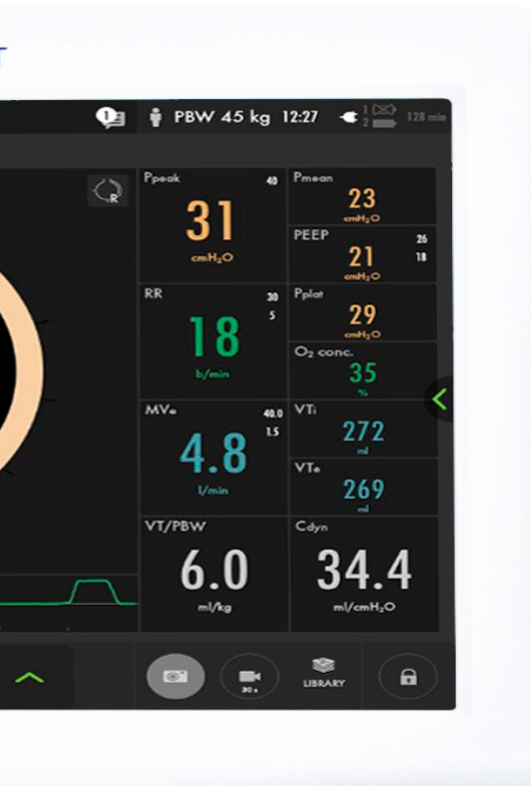 T
1 PBW 45 kg 12:27 1 2 128 min
R
Ppeak 40
31
cmH₂O
Pmean
23
cmH₂O
PEEP 26
21 18
cmH₂O
RR 30
18 5
b/min
Pplat
29
cmH₂O
O₂ conc.
35
%
MVe 40.0
4.8 1.5
l/min
VTi
272
ml
VTe
269
ml
VT/PBW
6.0
ml/kg
Cdyn
34.4
ml/cmH₂O
30 s
LIBRARY